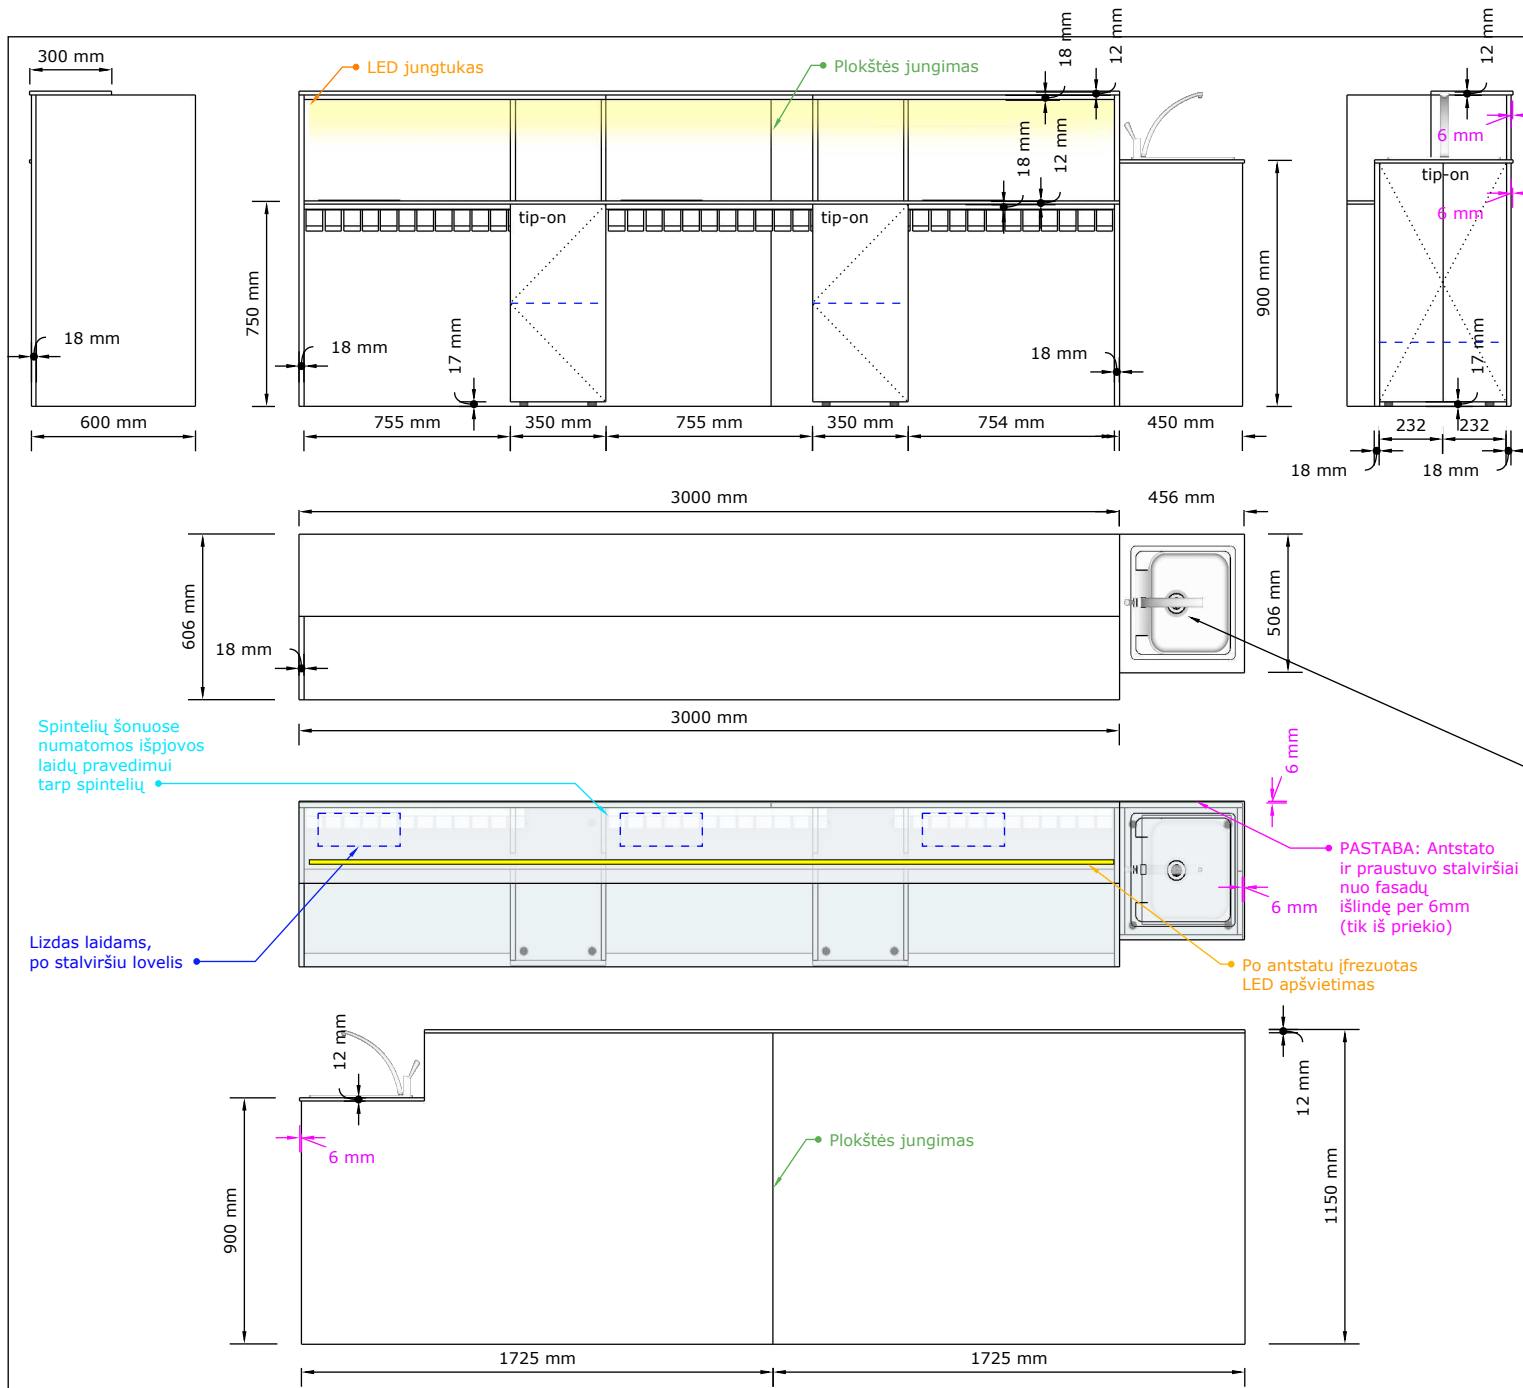 300 mm
18 mm
600 mm
LED jungtukas
Plokštės jungimas
18 mm
12 mm
18 mm
12 mm
tip-on
tip-on
750 mm
18 mm
17 mm
18 mm
900 mm
755 mm
350 mm
755 mm
350 mm
754 mm
450 mm
12 mm
6 mm
tip-on
6 mm
17 mm
232
232
18 mm
18 mm
3000 mm
456 mm
606 mm
18 mm
506 mm
3000 mm
Spintelių šonuose
numatomos išpjovos
laidų pravedimui
tarp spintelių
6 mm
6 mm
PASTABA: Antstato
ir praustuvo stalviršiai
nuo fasadų
išlindę per 6mm
(tik iš priekio)
Lizdas laidams,
po stalviršiu lovelis
Po antstatu įfrezuotas
LED apšvietimas
12 mm
6 mm
900 mm
Plokštės jungimas
12 mm
1150 mm
1725 mm
1725 mm